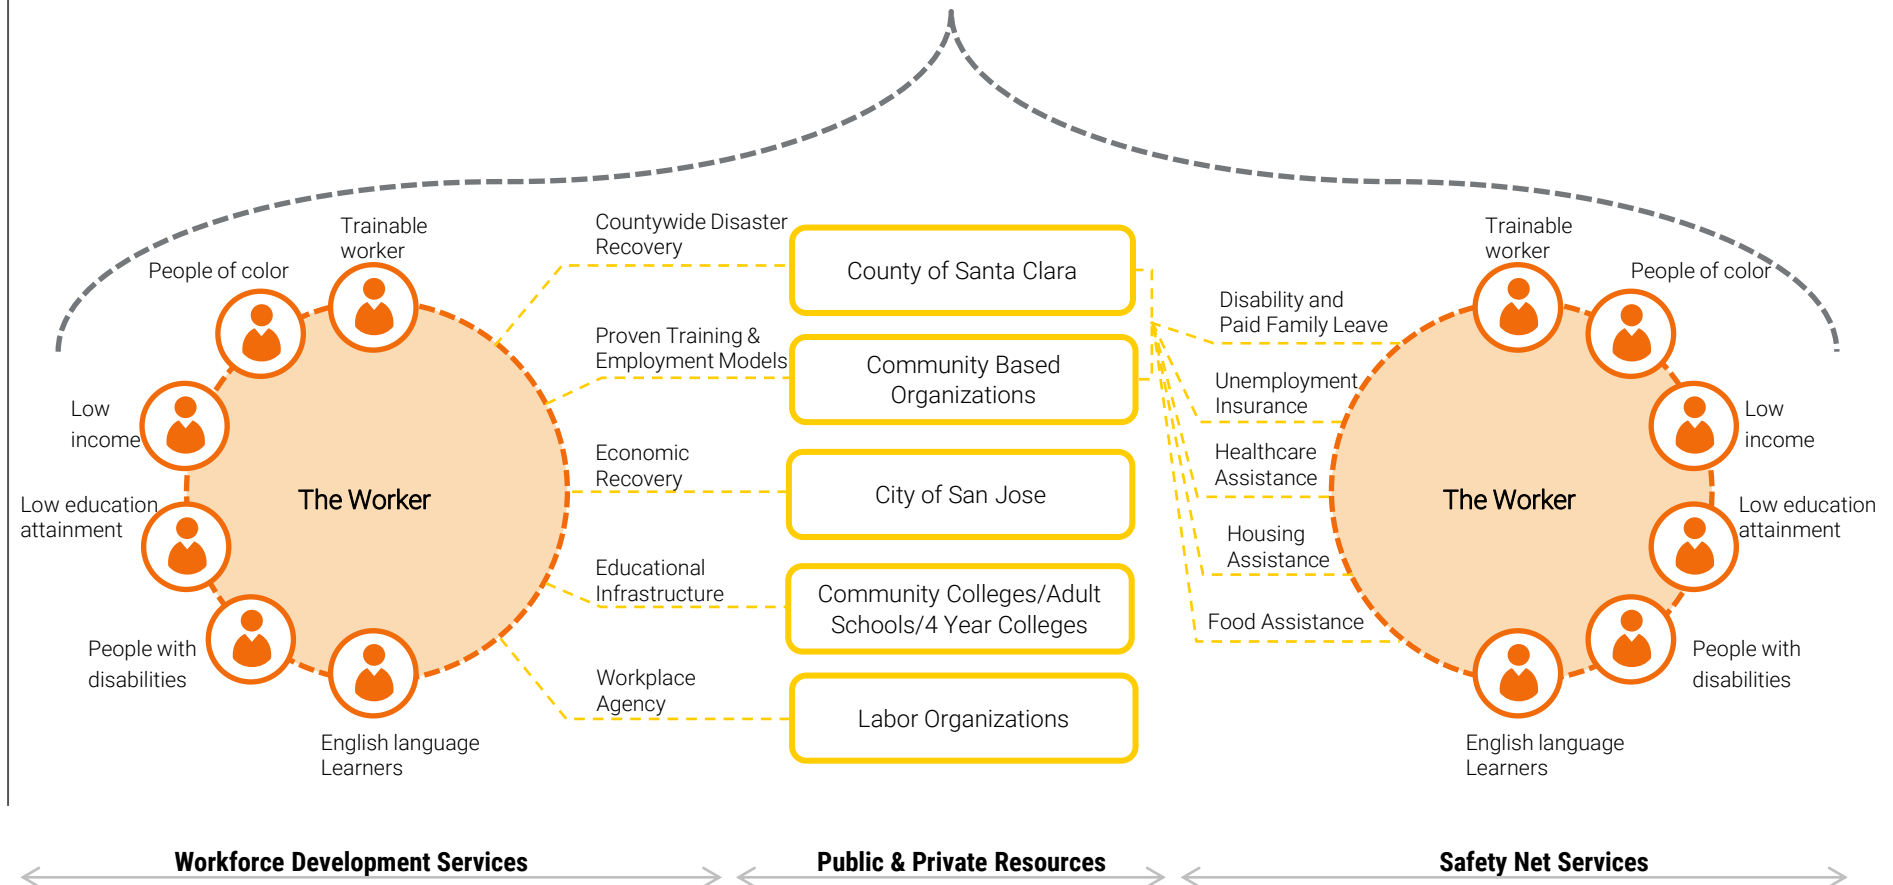 Trainable
worker
People of color
Low
income
Low education
attainment
People with
disabilities
English language
Learners
The Worker
Countywide Disaster
Recovery
Proven Training &
Employment Models
Economic
Recovery
Educational
Infrastructure
Workplace
Agency
County of Santa Clara
Community Based
Organizations
City of San Jose
Community Colleges/Adult
Schools/4 Year Colleges
Labor Organizations
Disability and
Paid Family Leave
Unemployment
Insurance
Healthcare
Assistance
Housing
Assistance
Food Assistance
Trainable
worker
People of color
Low
income
Low education
attainment
People with
disabilities
English language
Learners
The Worker
Workforce Development Services
Public & Private Resources
Safety Net Services